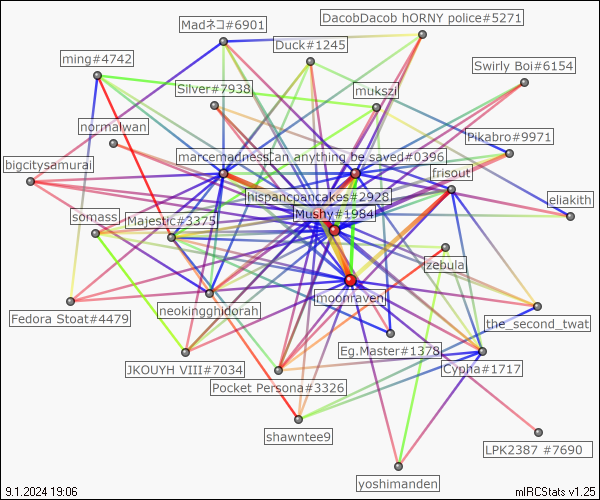 DacobDacob hORNY police#5271
Madネコ#6901
Duck#1245
ming#4742
Swirly Boi#6154
Silver#7938
mukszi
normalwan
Pikabro#9971
marcemadness
Can anything be saved#0396
bigcitysamurai
frisout
hispancpancakes#2928
eliakith
somass
Majestic#3375
Mushy#1984
zebula
moonraven
Fedora Stoat#4479
neokingghidorah
the_second_twat
Eg.Master#1378
JKOUYH VIII#7034
Cypha#1717
Pocket Persona#3326
shawntee9
LPK2387 #7690
yoshimanden
9.1.2024 19:06
mIRCStats v1.25